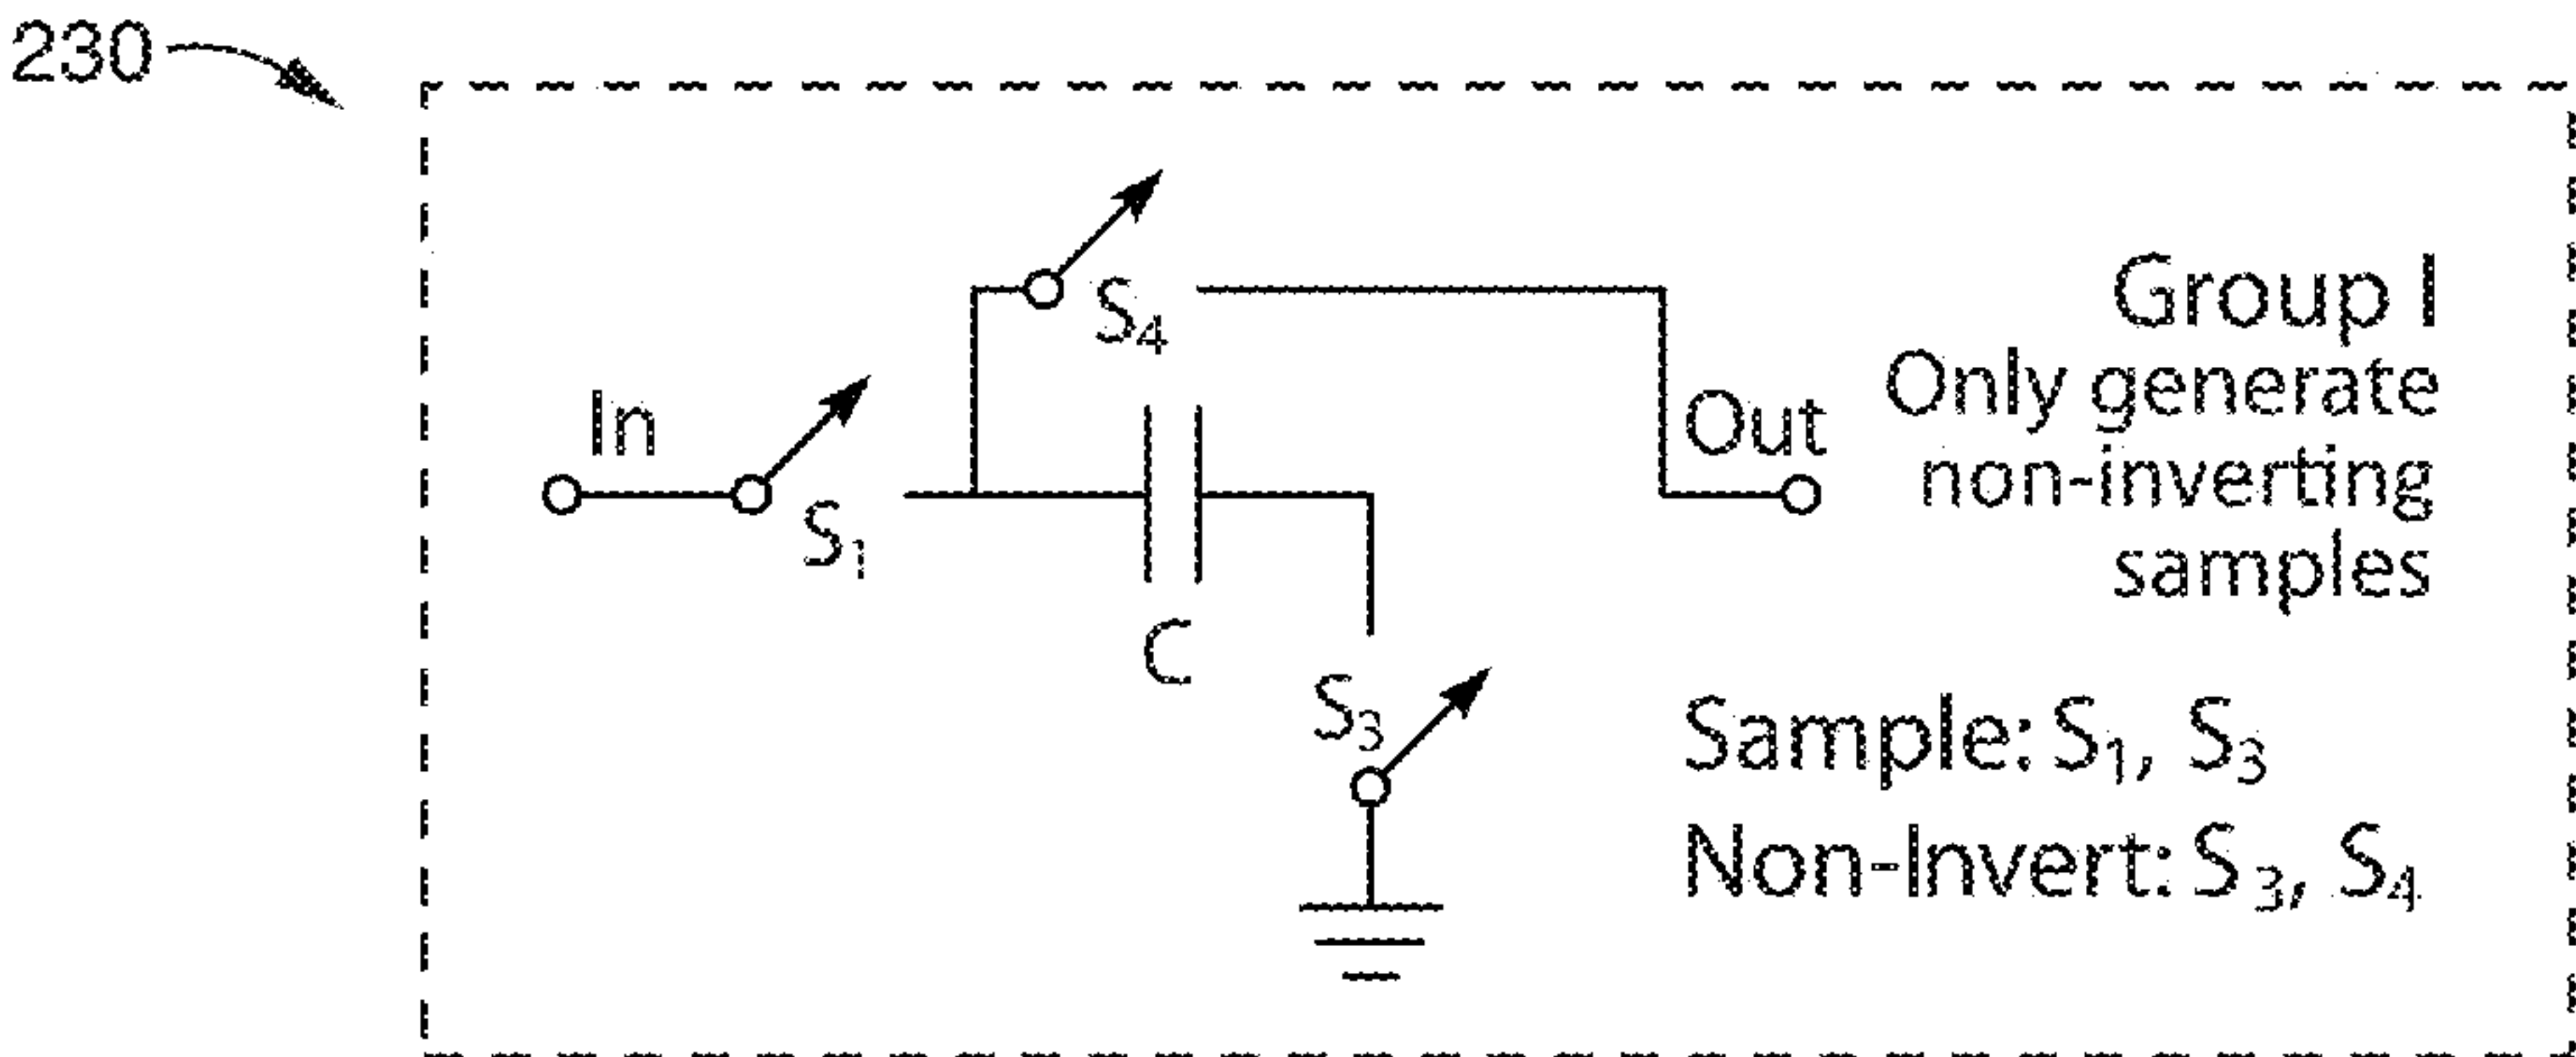 230
S₄
In
S₁
C
S₃
Out
Group I
Only generate
non-inverting
samples
Sample: S₁, S₃
Non-Invert: S₃, S₄